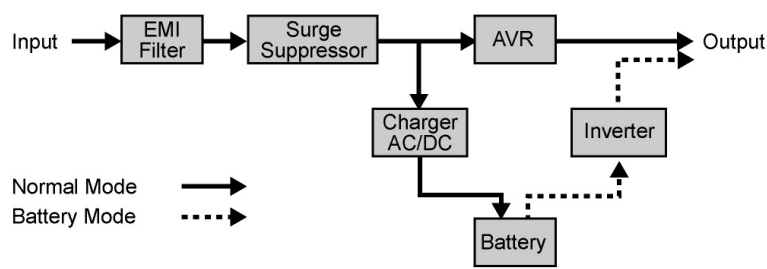 Input
EMI
Filter
Surge
Suppressor
AVR
Output
Charger
AC/DC
Inverter
Normal Mode
Battery Mode
Battery